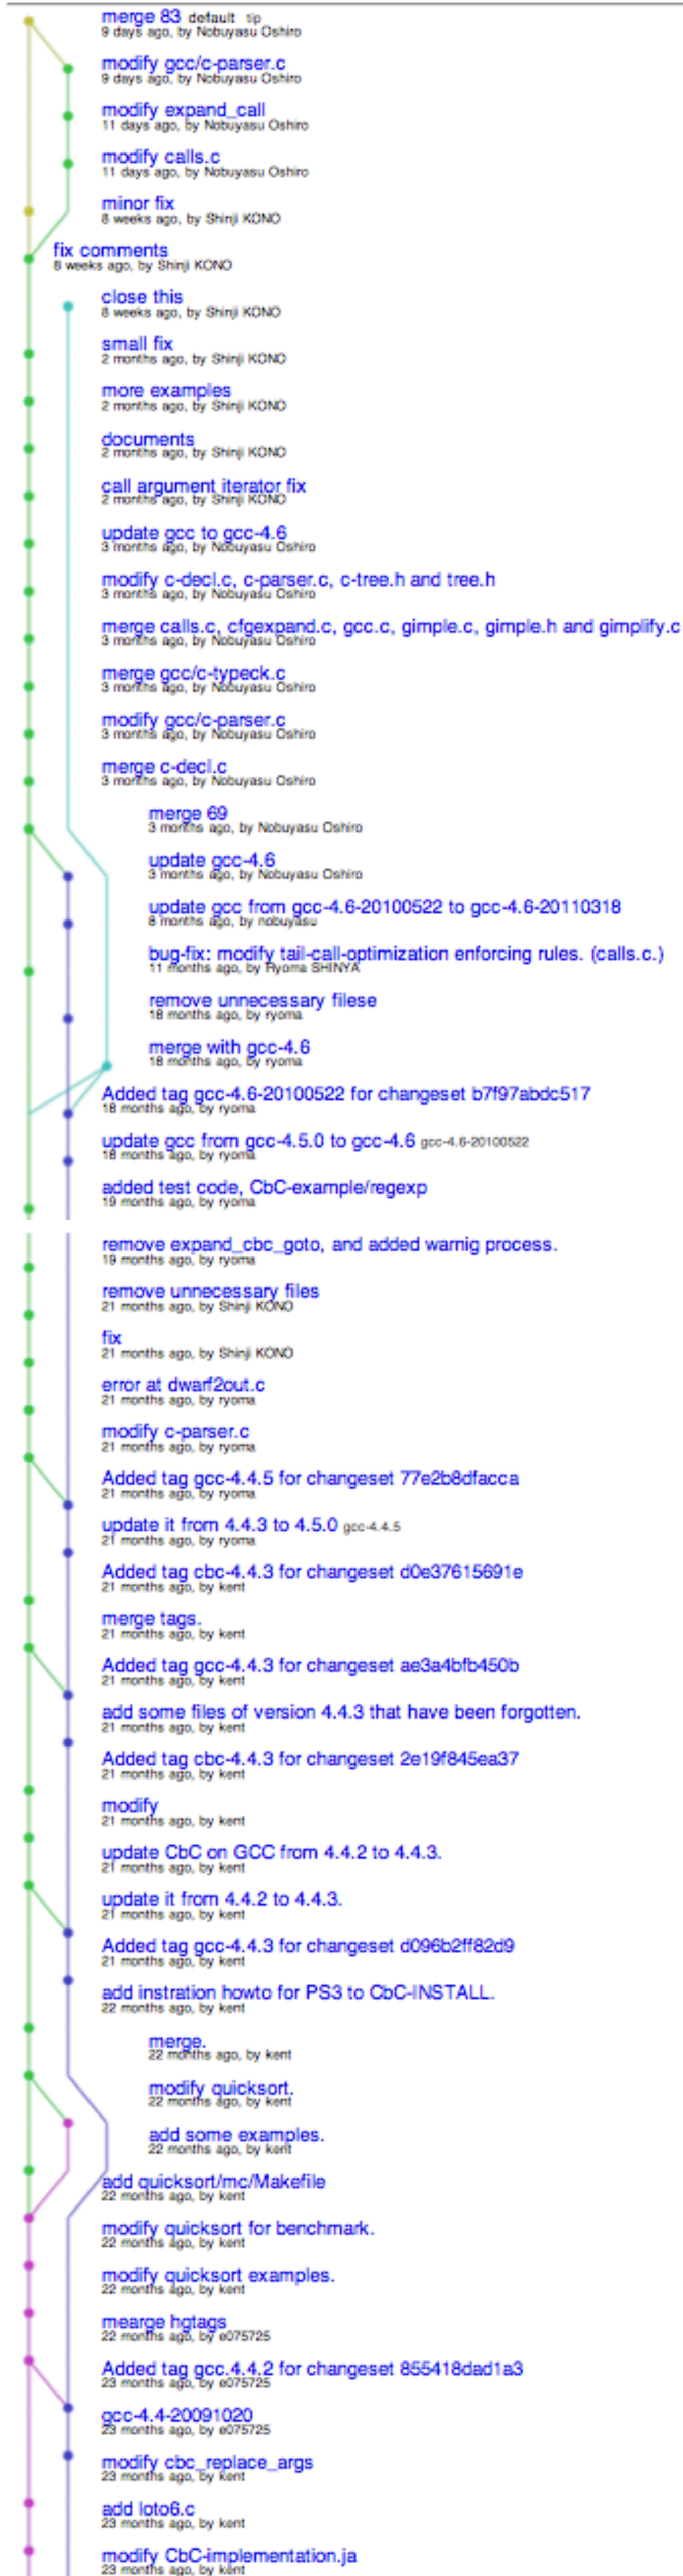 merge 83 default tip
9 days ago, by Nobuyasu Oshiro
modify gcc/c-parser.c
9 days ago, by Nobuyasu Oshiro
modify expand_call
11 days ago, by Nobuyasu Oshiro
modify calls.c
11 days ago, by Nobuyasu Oshiro
minor fix
8 weeks ago, by Shinji KONO
fix comments
8 weeks ago, by Shinji KONO
close this
8 weeks ago, by Shinji KONO
small fix
2 months ago, by Shinji KONO
more examples
2 months ago, by Shinji KONO
documents
2 months ago, by Shinji KONO
call argument iterator fix
2 months ago, by Shinji KONO
update gcc to gcc-4.6
3 months ago, by Nobuyasu Oshiro
modify c-decl.c, c-parser.c, c-tree.h and tree.h
3 months ago, by Nobuyasu Oshiro
merge calls.c, cfgexpand.c, gcc.c, gimple.c, gimple.h and gimplify.c
3 months ago, by Nobuyasu Oshiro
merge gcc/c-typeck.c
3 months ago, by Nobuyasu Oshiro
modify gcc/c-parser.c
3 months ago, by Nobuyasu Oshiro
merge c-decl.c
3 months ago, by Nobuyasu Oshiro
merge 69
3 months ago, by Nobuyasu Oshiro
update gcc-4.6
3 months ago, by Nobuyasu Oshiro
update gcc from gcc-4.6-20100522 to gcc-4.6-20110318
8 months ago, by nobuyasu
bug-fix: modify tail-call-optimization enforcing rules. (calls.c.)
11 months ago, by Ryoma SHINYA
remove unnecessary filese
18 months ago, by ryoma
merge with gcc-4.6
18 months ago, by ryoma
Added tag gcc-4.6-20100522 for changeset b7f97abdc517
18 months ago, by ryoma
update gcc from gcc-4.5.0 to gcc-4.6 gcc-4.6-20100522
18 months ago, by ryoma
added test code, CbC-example/regexp
19 months ago, by ryoma
remove expand_cbc_goto, and added warnig process.
19 months ago, by ryoma
remove unnecessary files
21 months ago, by Shinji KONO
fix
21 months ago, by Shinji KONO
error at dwarf2out.c
21 months ago, by ryoma
modify c-parser.c
21 months ago, by ryoma
Added tag gcc-4.4.5 for changeset 77e2b8dfacca
21 months ago, by ryoma
update it from 4.4.3 to 4.5.0 gcc-4.4.5
21 months ago, by ryoma
Added tag cbc-4.4.3 for changeset d0e37615691e
21 months ago, by kent
merge tags.
21 months ago, by kent
Added tag gcc-4.4.3 for changeset ae3a4bfb450b
21 months ago, by kent
add some files of version 4.4.3 that have been forgotten.
21 months ago, by kent
Added tag cbc-4.4.3 for changeset 2e19f845ea37
21 months ago, by kent
modify
21 months ago, by kent
update CbC on GCC from 4.4.2 to 4.4.3.
21 months ago, by kent
update it from 4.4.2 to 4.4.3.
21 months ago, by kent
Added tag gcc-4.4.3 for changeset d096b2ff82d9
21 months ago, by kent
add instration howto for PS3 to CbC-INSTALL.
22 months ago, by kent
merge.
22 months ago, by kent
modify quicksort.
22 months ago, by kent
add some examples.
22 months ago, by kent
add quicksort/mc/Makefile
22 months ago, by kent
modify quicksort for benchmark.
22 months ago, by kent
modify quicksort examples.
22 months ago, by kent
mearge hgtags
22 months ago, by e075725
Added tag gcc.4.4.2 for changeset 855418dad1a3
23 months ago, by e075725
gcc-4.4-20091020
23 months ago, by e075725
modify cbc_replace_args
23 months ago, by kent
add loto6.c
23 months ago, by kent
modify CbC-implementation.ja
23 months ago, by kent